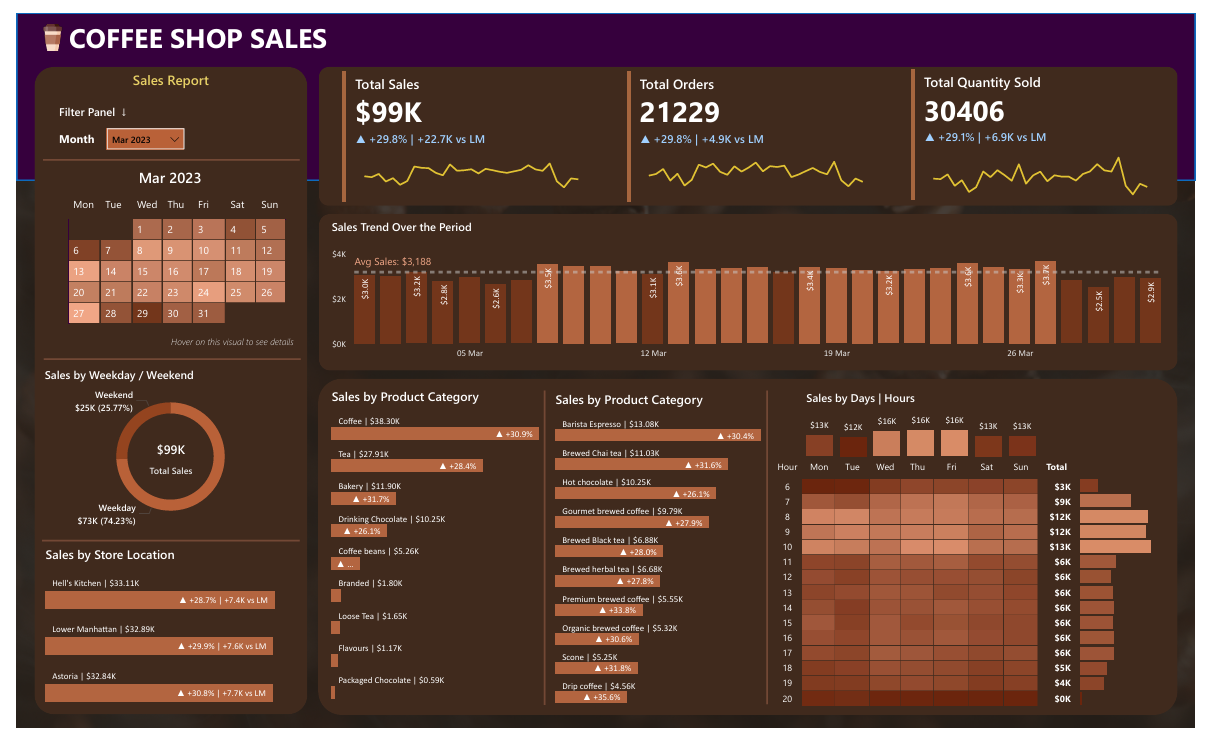 COFFEE SHOP SALES
Sales Report
Filter Panel ↓
Month Mar 2023
Mar 2023
Mon Tue Wed Thu Fri Sat Sun
1 2 3 4 5
6 7 8 9 10 11 12
13 14 15 16 17 18 19
20 21 22 23 24 25 26
27 28 29 30 31
Hover on this visual to see details
Sales by Weekday / Weekend
Weekend
$25K (25.77%)
$99K
Total Sales
Weekday
$73K (74.23%)
Sales by Store Location
Hell's Kitchen | $33.11K
▲ +28.7% | +7.4K vs LM
Lower Manhattan | $32.89K
▲ +29.9% | +7.6K vs LM
Astoria | $32.84K
▲ +30.8% | +7.7K vs LM
Total Sales
$99K
▲ +29.8% | +22.7K vs LM
Total Orders
21229
▲ +29.8% | +4.9K vs LM
Total Quantity Sold
30406
▲ +29.1% | +6.9K vs LM
Sales Trend Over the Period
$4K
$2K
$0K
Avg Sales: $3,188
$3.0K
$3.2K
$2.8K
$2.6K
$3.5K
$3.1K
$3.6K
$3.4K
$3.2K
$3.6K
$3.3K
$3.7K
$2.5K
$2.9K
05 Mar 12 Mar 19 Mar 26 Mar
Sales by Product Category
Coffee | $38.30K
▲ +30.9%
Tea | $27.91K
▲ +28.4%
Bakery | $11.90K
▲ +31.7%
Drinking Chocolate | $10.25K
▲ +26.1%
Coffee beans | $5.26K
▲ ...
Branded | $1.80K
Loose Tea | $1.65K
Flavours | $1.17K
Packaged Chocolate | $0.59K
Sales by Product Category
Barista Espresso | $13.08K
▲ +30.4%
Brewed Chai tea | $11.03K
▲ +31.6%
Hot chocolate | $10.25K
▲ +26.1%
Gourmet brewed coffee | $9.79K
▲ +27.9%
Brewed Black tea | $6.88K
▲ +28.0%
Brewed herbal tea | $6.68K
▲ +27.8%
Premium brewed coffee | $5.55K
▲ +33.8%
Organic brewed coffee | $5.32K
▲ +30.6%
Scone | $5.25K
▲ +31.8%
Drip coffee | $4.56K
▲ +35.6%
Sales by Days | Hours
$13K $12K $16K $16K $16K $13K $13K
Hour Mon Tue Wed Thu Fri Sat Sun Total
6 $3K
7 $9K
8 $12K
9 $12K
10 $13K
11 $6K
12 $6K
13 $6K
14 $6K
15 $6K
16 $6K
17 $6K
18 $5K
19 $4K
20 $0K